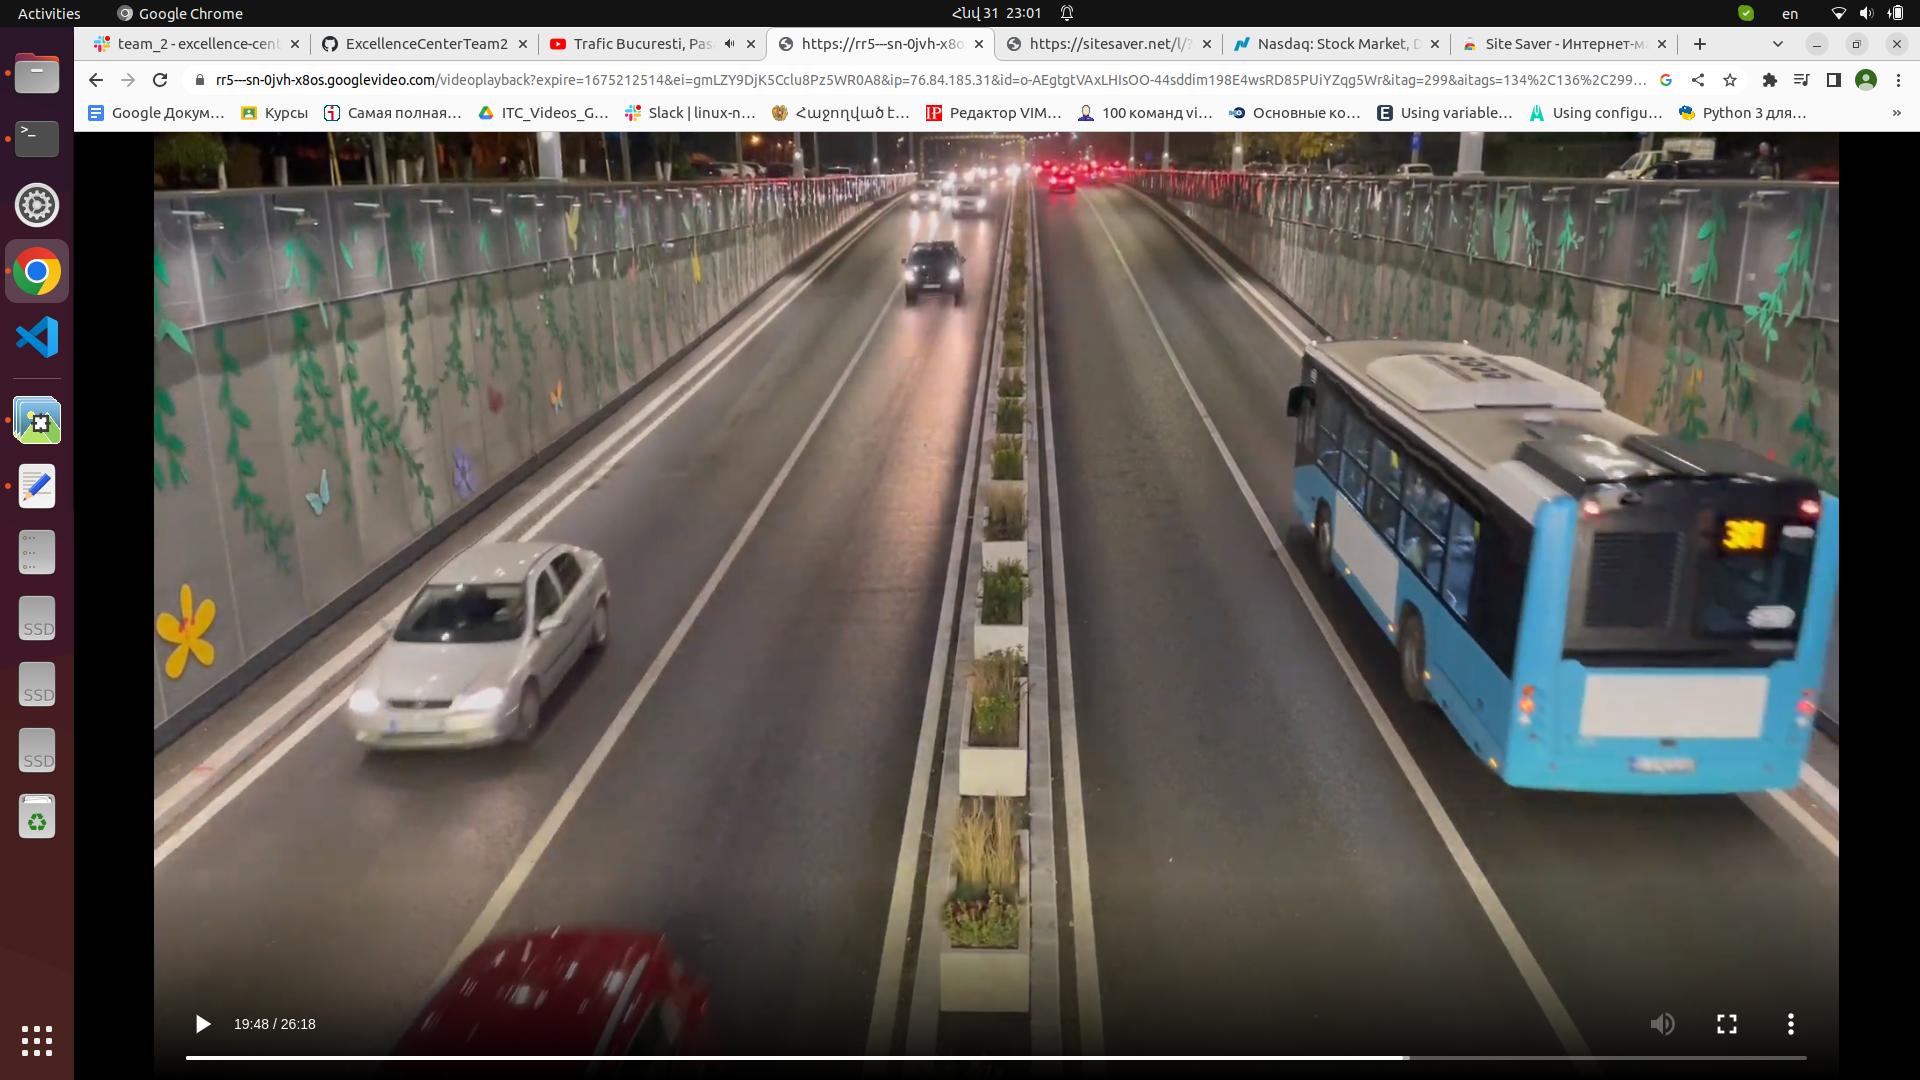 Activities
Google Chrome
Հնվ 31 23:01
en
team_2 - excellence-cent
ExcellenceCenterTeam2
Trafic Bucuresti, Pasa
https://rr5---sn-0jvh-x8o
https://sitesaver.net/l/?
Nasdaq: Stock Market, D
Site Saver - Интернет-ма
rr5---sn-0jvh-x8os.googlevideo.com/videoplayback?expire=1675212514&ei=gmLZY9DjK5Cclu8Pz5WR0A8&ip=76.84.185.31&id=o-AEgtgtVAxLHIsOO-44sddim198E4wsRD85PUiYZqg5Wr&itag=299&aitags=134%2C136%2C299...
Google Докум...
Курсы
Самая полная...
ITC_Videos_G...
Slack | linux-n...
Հաջողված է...
Редактор VIM...
100 команд vi...
Основные ко...
Using variable...
Using configu...
Python 3 для...
»
SSD
SSD
SSD
19:48 / 26:18